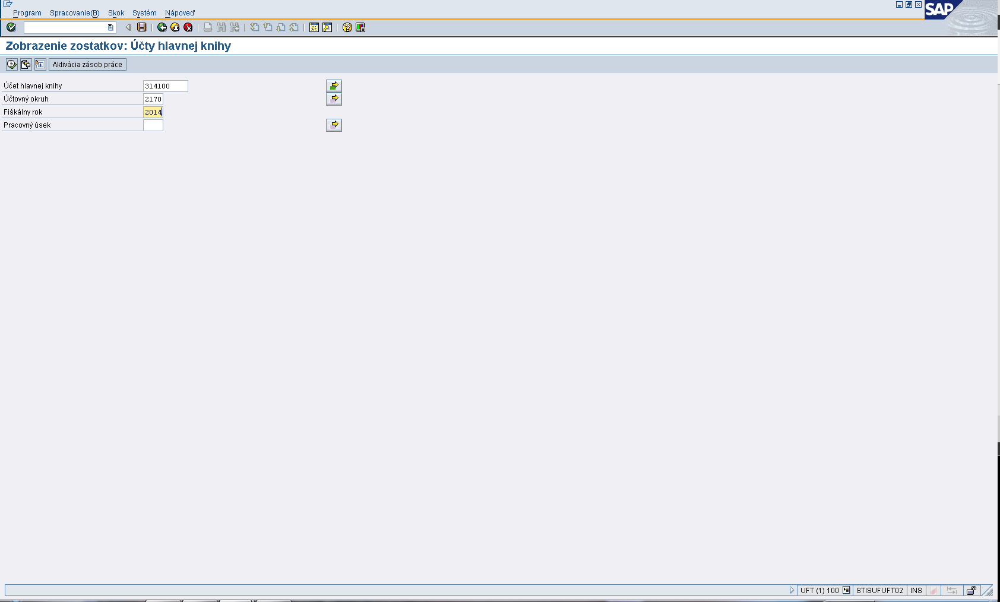 Program Spracovanie(B) Skok Systém Nápoveď
SAP
Zobrazenie zostatkov: Účty hlavnej knihy
Aktivácia zásob práce
Účet hlavnej knihy 314100
Účtovný okruh 2170
Fiškálny rok 2014
Pracovný úsek
UFT (1) 100 STISUFUFT02 INS